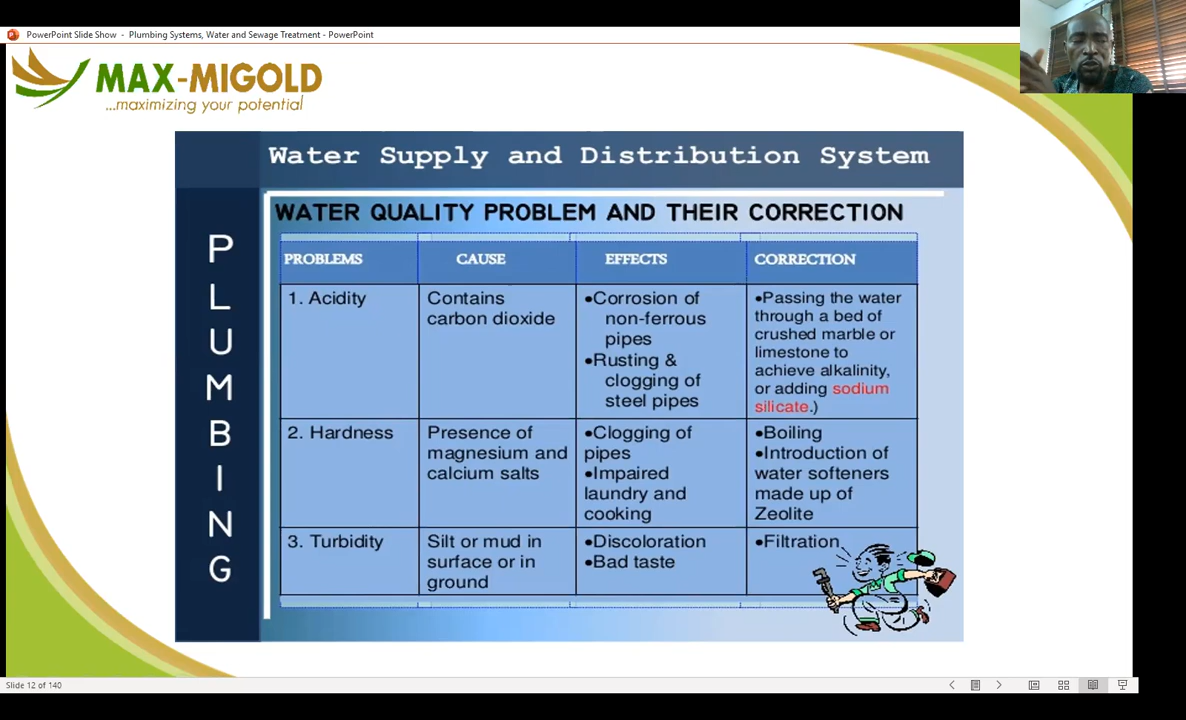 PowerPoint Slide Show - Plumbing Systems, Water and Sewage Treatment - PowerPoint
MAX-MIGOLD
...maximizing your potential
Water Supply and Distribution System
PLUMBING
WATER QUALITY PROBLEM AND THEIR CORRECTION
PROBLEMS CAUSE EFFECTS CORRECTION
1. Acidity
Contains
carbon dioxide
•Corrosion of
non-ferrous
pipes
•Rusting &
clogging of
steel pipes
•Passing the water
through a bed of
crushed marble or
limestone to
achieve alkalinity,
or adding sodium
silicate.)
2. Hardness
Presence of
magnesium and
calcium salts
•Clogging of
pipes
•Impaired
laundry and
cooking
•Boiling
•Introduction of
water softeners
made up of
Zeolite
3. Turbidity
Silt or mud in
surface or in
ground
•Discoloration
•Bad taste
•Filtration
Slide 12 of 140